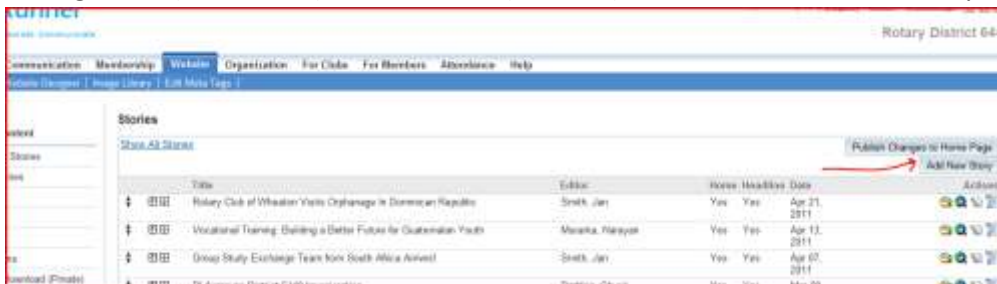 Rotary District 64
Communication Membership Website Organization For Clubs For Members Attendance Help
Website Designer | Image Library | Edit Meta Tags |
Stories
Show All Stories
Publish Changes to Home Page
Stories
Add New Story
Title Editor Home Headline Date Actions
Rotary Club of Wheaton Visits Orphanage in Dominican Republic Smith, Jan Yes Yes Apr 21, 2011
Vocational Training: Building a Better Future for Guatemalan Youth Narayan Yes Yes Apr 13, 2011
Group Study Exchange Team from South Africa Arrives! Smith, Jan Yes Yes Apr 07, 2011
(Private)